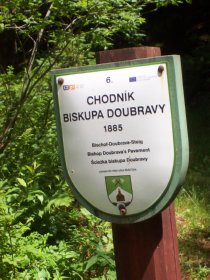 6.
CHODNÍK
BISKUPA DOUBRAVY
1885
Bischof-Doubrava-Steig
Bishop Doubrava's Pavement
Ścieżka biskupa Doubravy